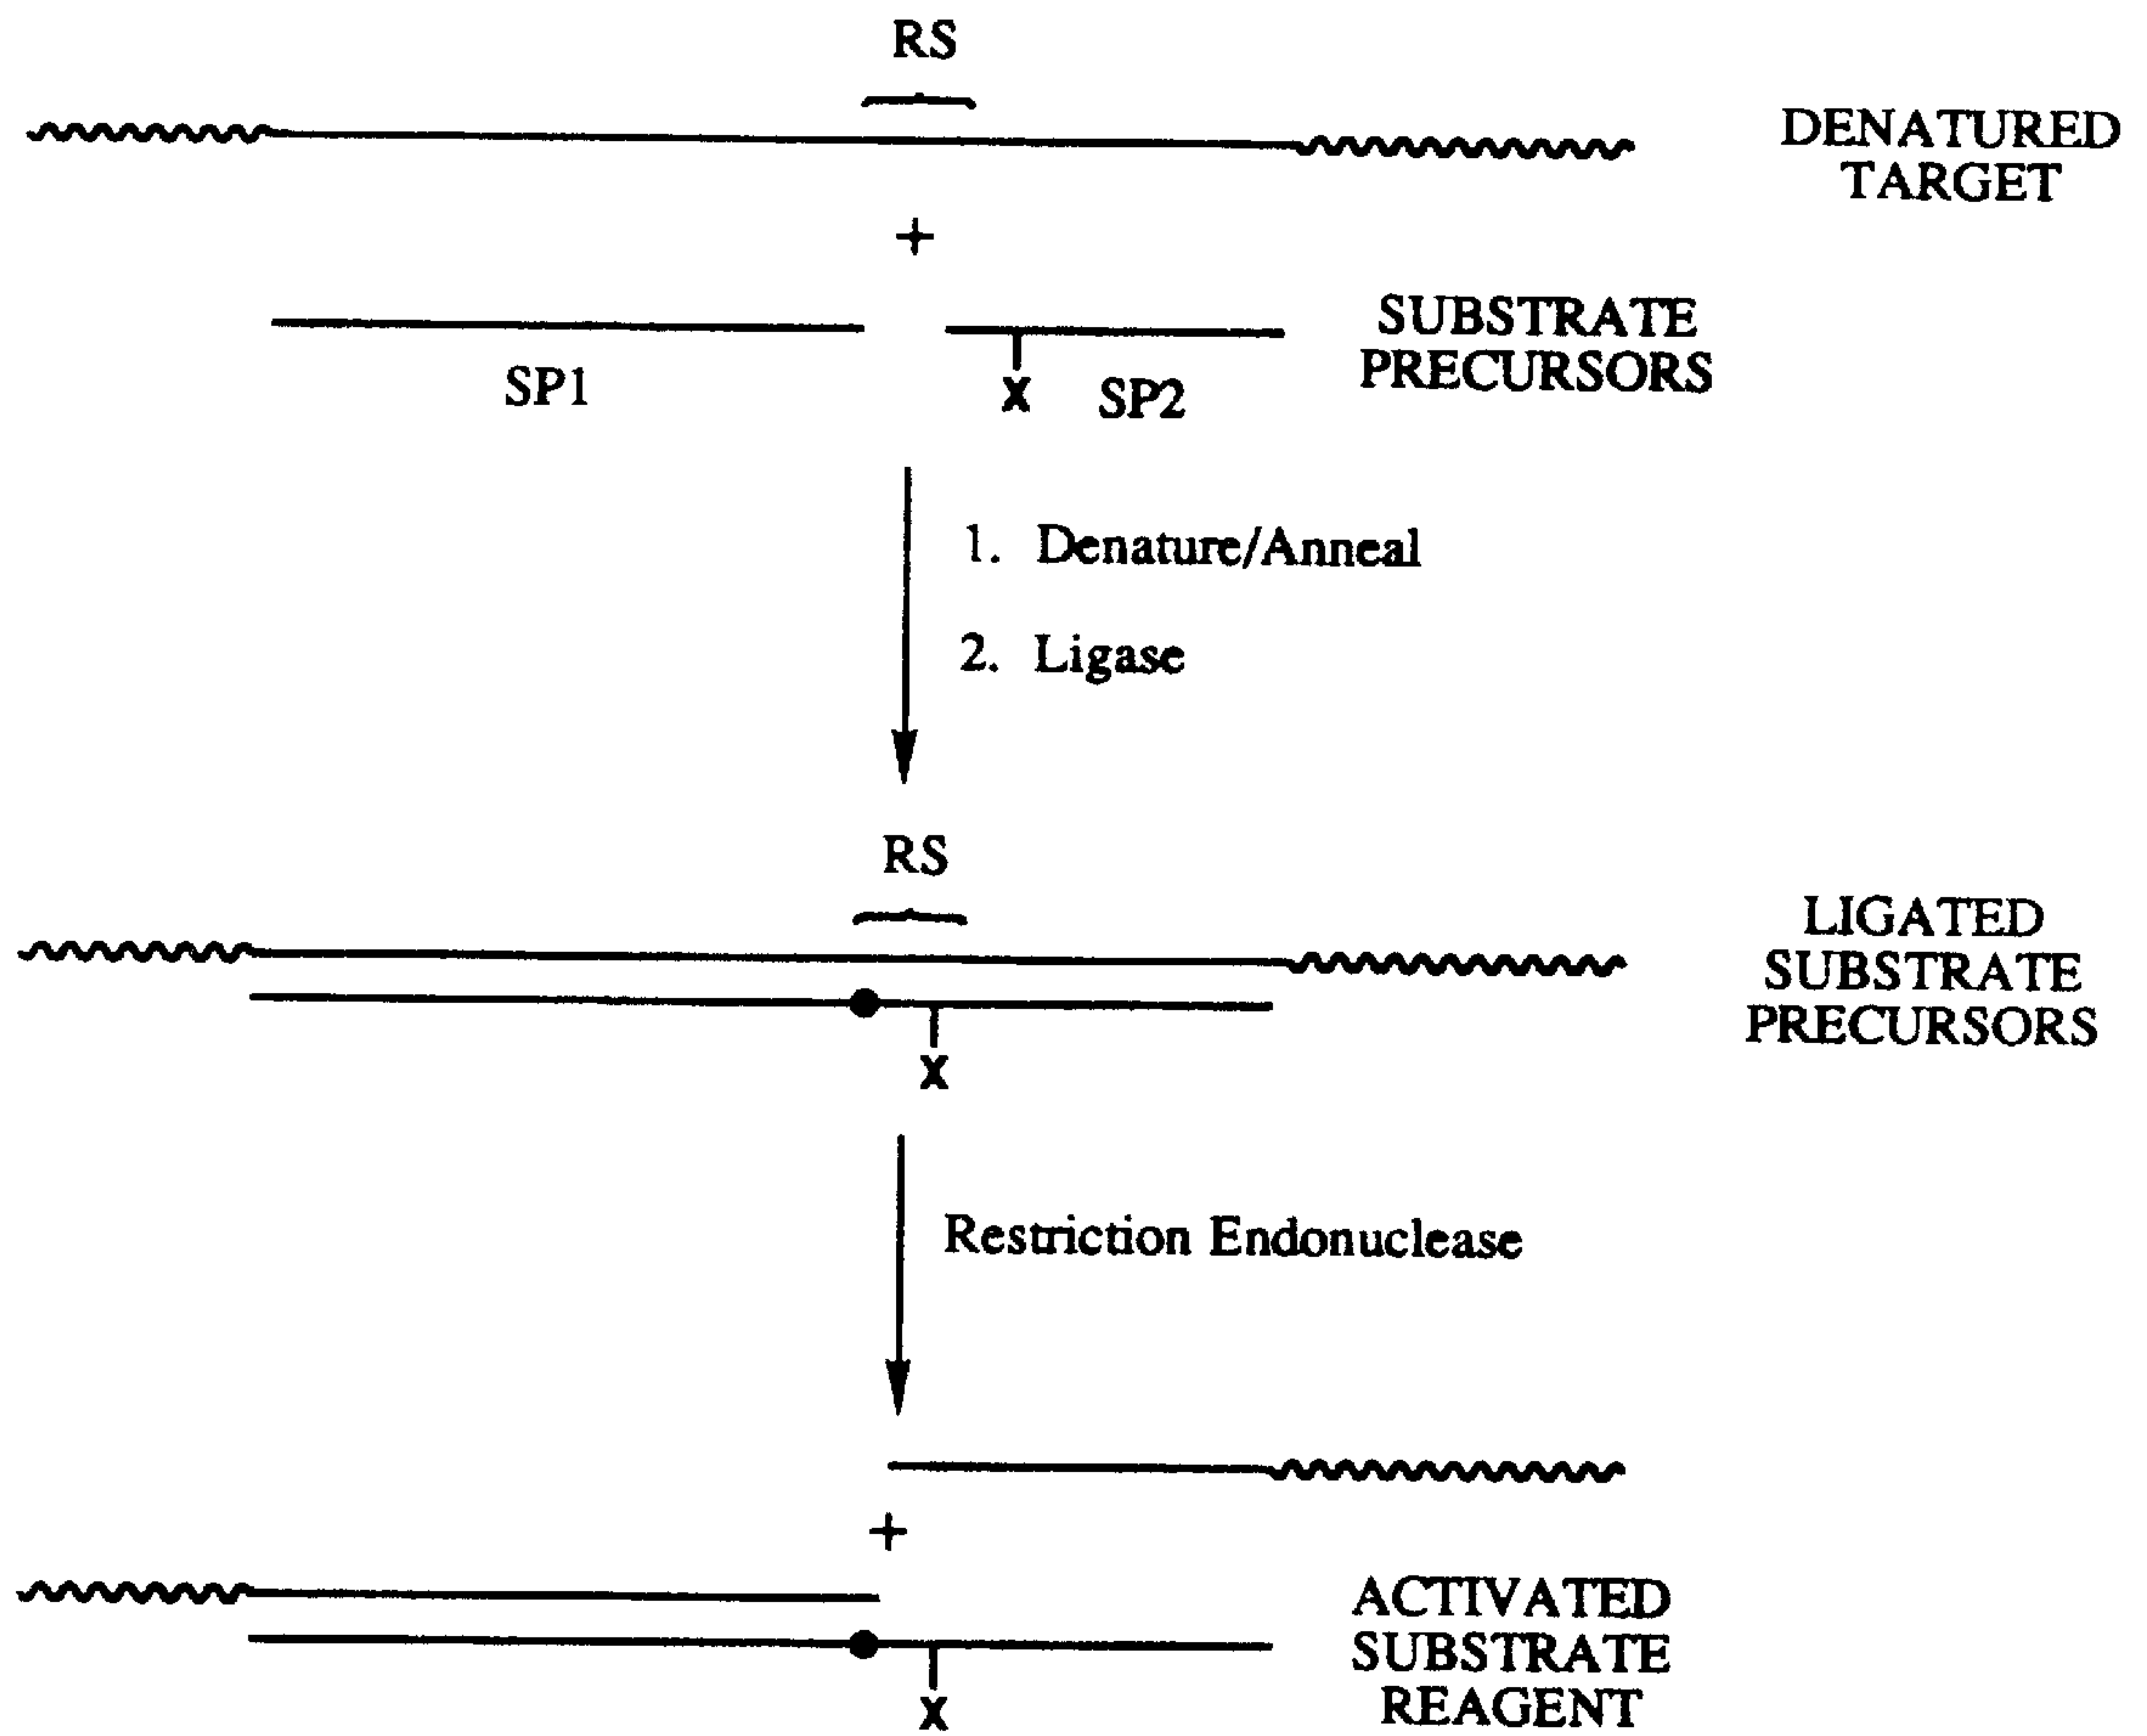 RS
DENATURED
TARGET
+
SUBSTRATE
PRECURSORS
SP1
X
SP2
1. Denature/Anneal
2. Ligase
RS
LIGATED
SUBSTRATE
PRECURSORS
X
Restriction Endonuclease
+
ACTIVATED
SUBSTRATE
REAGENT
X